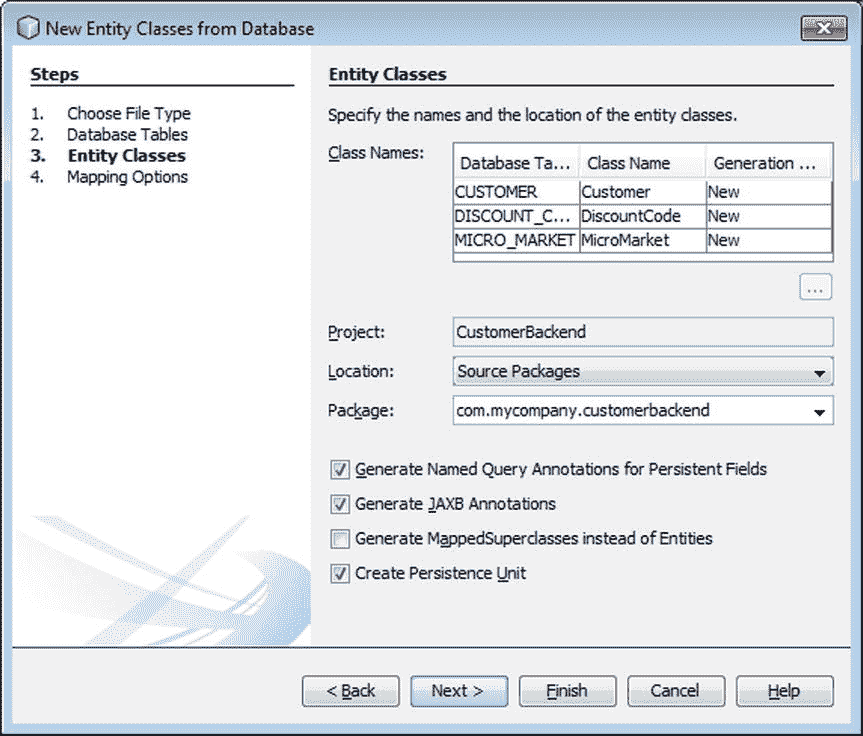 New Entity Classes from Database
Steps
1. Choose File Type
2. Database Tables
3. Entity Classes
4. Mapping Options
Entity Classes
Specify the names and the location of the entity classes.
Class Names:
Database Ta... Class Name Generation ...
CUSTOMER Customer New
DISCOUNT_C... DiscountCode New
MICRO_MARKET MicroMarket New
...
Project: CustomerBackend
Location: Source Packages
Package: com.mycompany.customerbackend
Generate Named Query Annotations for Persistent Fields
Generate JAXB Annotations
Generate MappedSuperclasses instead of Entities
Create Persistence Unit
< Back Next > Finish Cancel Help